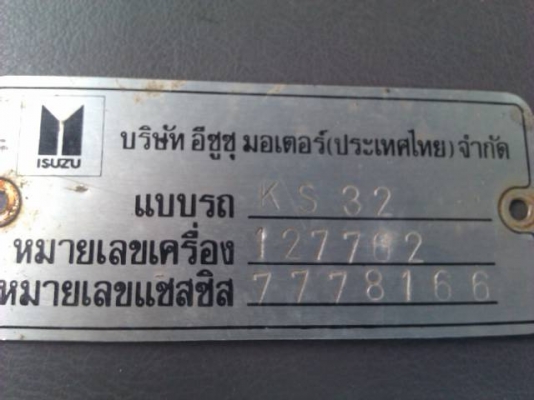 ISUZU
บริษัท อีซูซุ มอเตอร์(ประเทศไทย)จำกัด
แบบรถ KS 32
หมายเลขเครื่อง 127762
หมายเลขแชสซิส 7778166